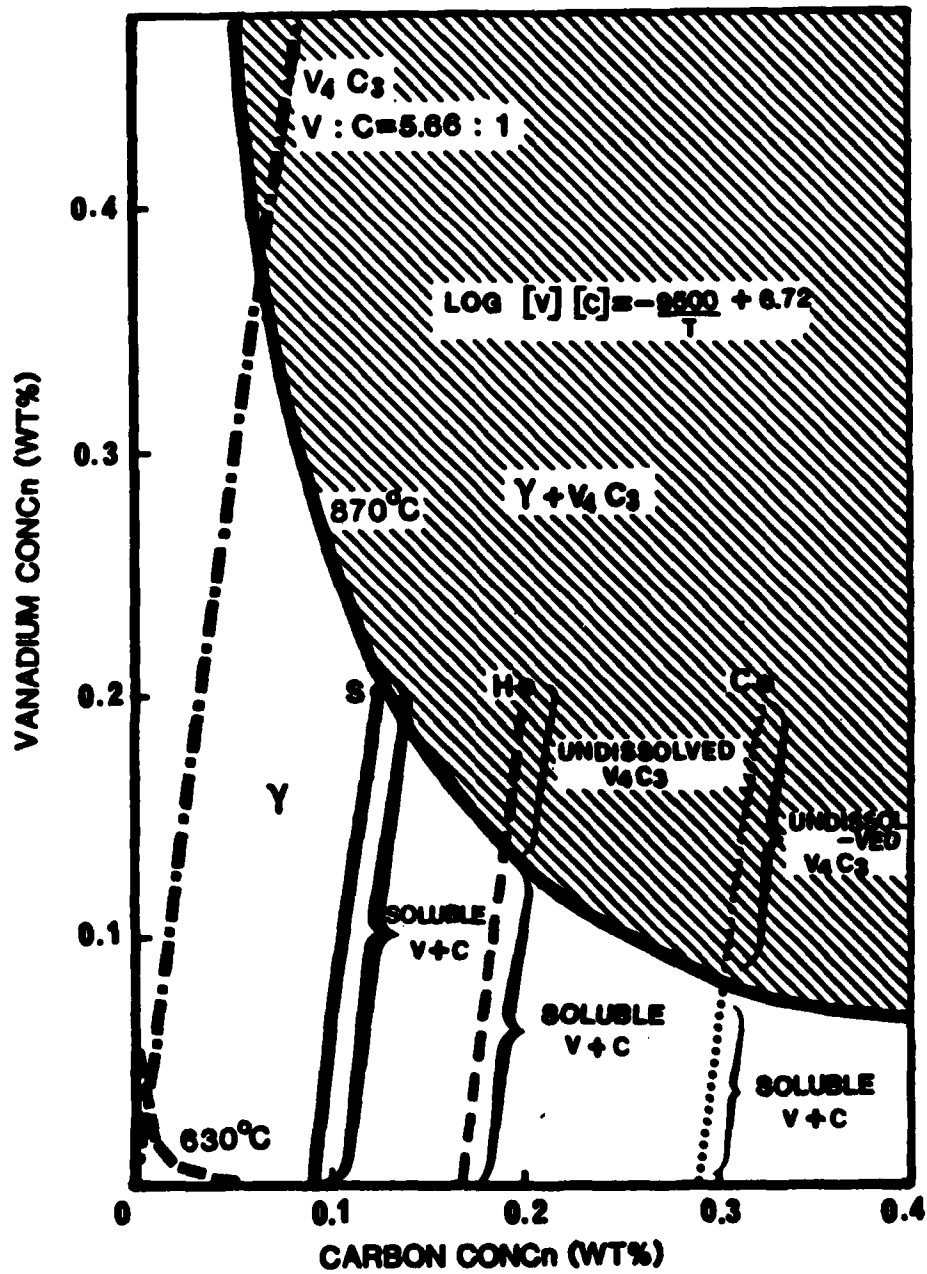 V₄ C₃
V : C=5.66 : 1
0.4
LOG [V] [C]=-9500/T + 6.72
0.3
γ+V₄ C₃
870°C
VANADIUM CONCn (WT%)
0.2
S
UNDISSOLVED
V₄C₃
UNDISSOL
-VED
V₄C₃
γ
0.1
SOLUBLE
V+C
SOLUBLE
V+C
SOLUBLE
V+C
630°C
0
0.1
0.2
0.3
0.4
CARBON CONCn (WT%)